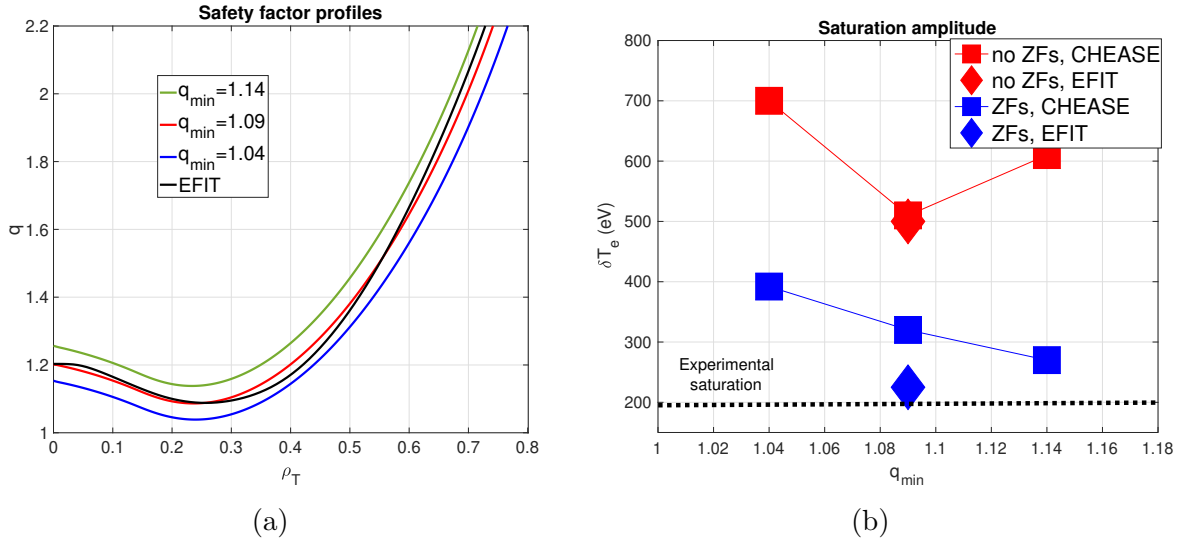 Safety factor profiles
2.2
2
1.8
1.6
1.4
1.2
1
q
q_min=1.14
q_min=1.09
q_min=1.04
EFIT
0 0.1 0.2 0.3 0.4 0.5 0.6 0.7 0.8
ρ_T
(a)
Saturation amplitude
800
700
600
500
400
300
200
δT_e (eV)
no ZFs, CHEASE
no ZFs, EFIT
ZFs, CHEASE
ZFs, EFIT
Experimental
saturation
1 1.02 1.04 1.06 1.08 1.1 1.12 1.14 1.16 1.18
q_min
(b)